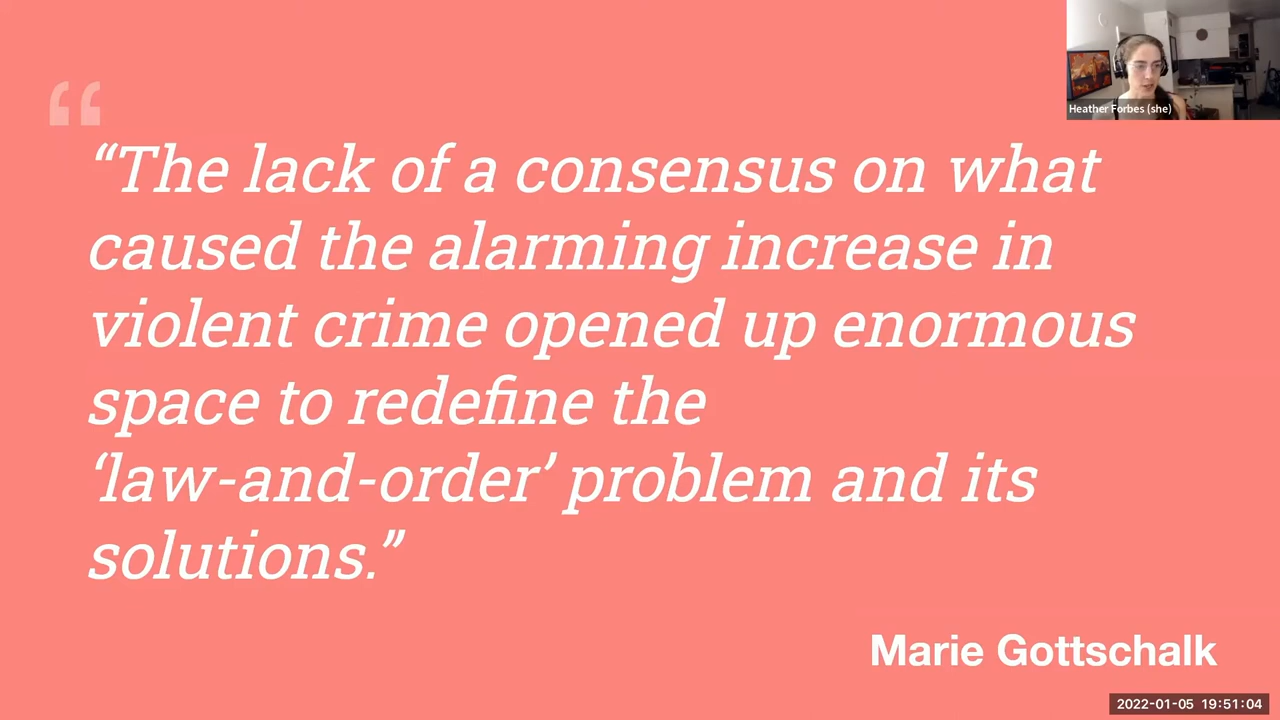 “
Heather Forbes (she)
“The lack of a consensus on what
caused the alarming increase in
violent crime opened up enormous
space to redefine the
‘law-and-order’ problem and its
solutions.”
Marie Gottschalk
2022-01-05 19:51:04